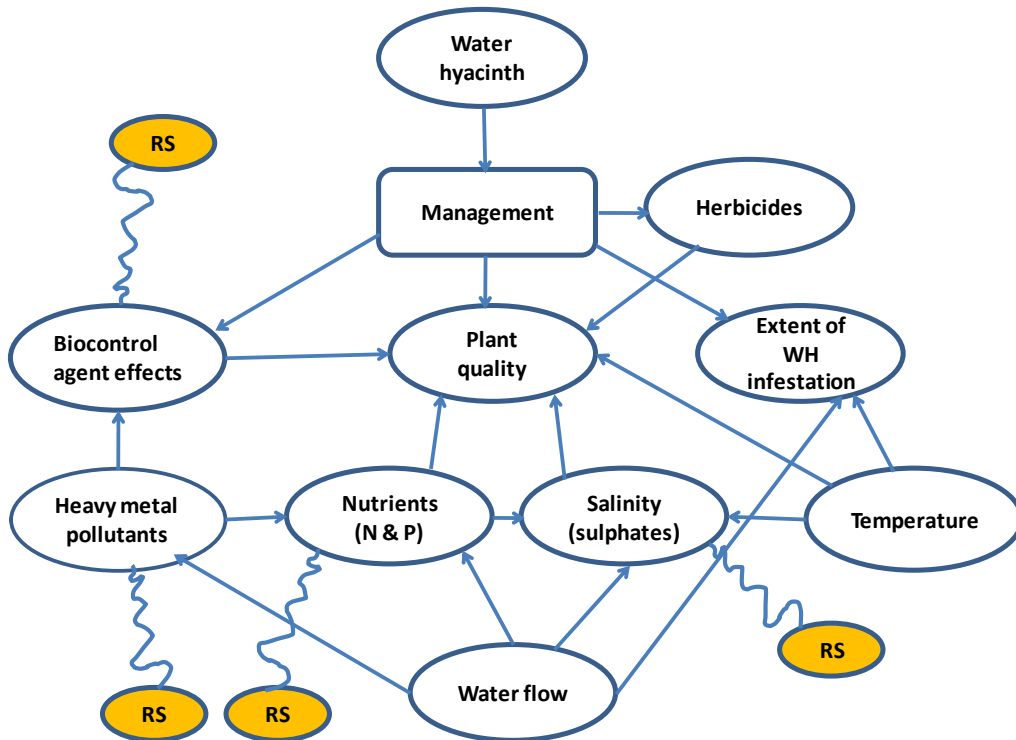 Water
hyacinth
RS
Management
Herbicides
Biocontrol
agent effects
Plant
quality
Extent of
WH
infestation
Heavy metal
pollutants
Nutrients
(N & P)
Salinity
(sulphates)
Temperature
RS
RS
RS
Water flow